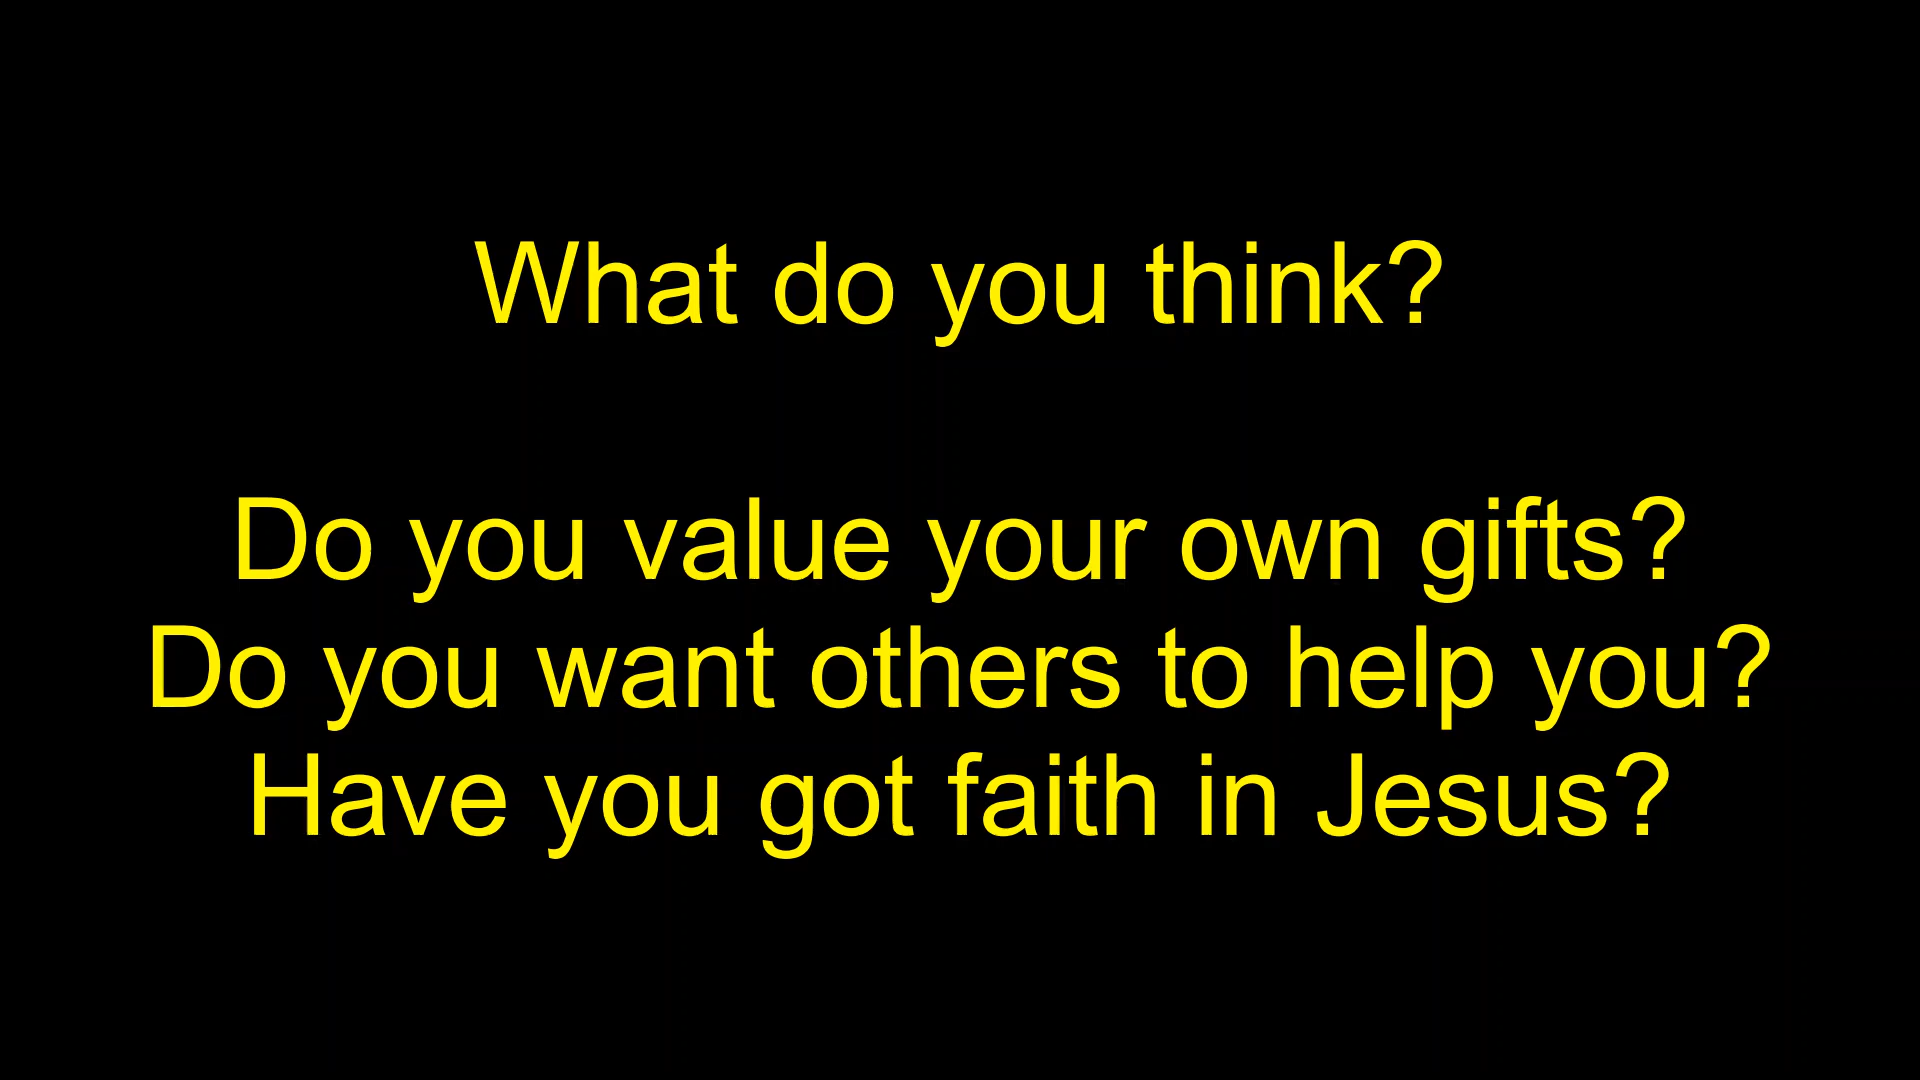 What do you think?
Do you value your own gifts?
Do you want others to help you?
Have you got faith in Jesus?